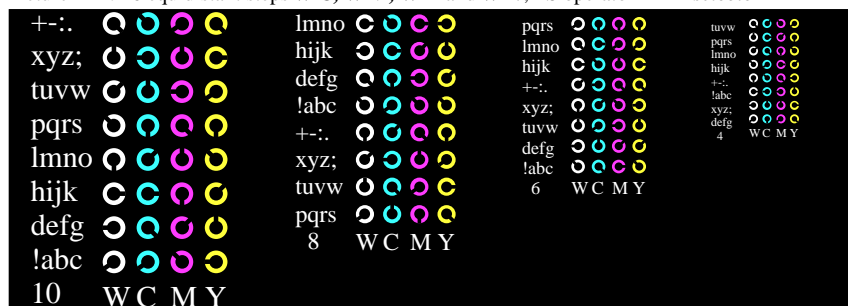 +-:.
xyz;
tuvw
pqrs
lmno
hijk
defg
!abc
10 W C M Y
lmno
hijk
defg
!abc
+-:.
xyz;
tuvw
pqrs
8 W C M Y
pqrs
lmno
hijk
+-:.
xyz;
tuvw
defg
!abc
6 W C M Y
tuvw
pqrs
lmno
hijk
+-:.
!abc
xyz;
defg
4 W C M Y